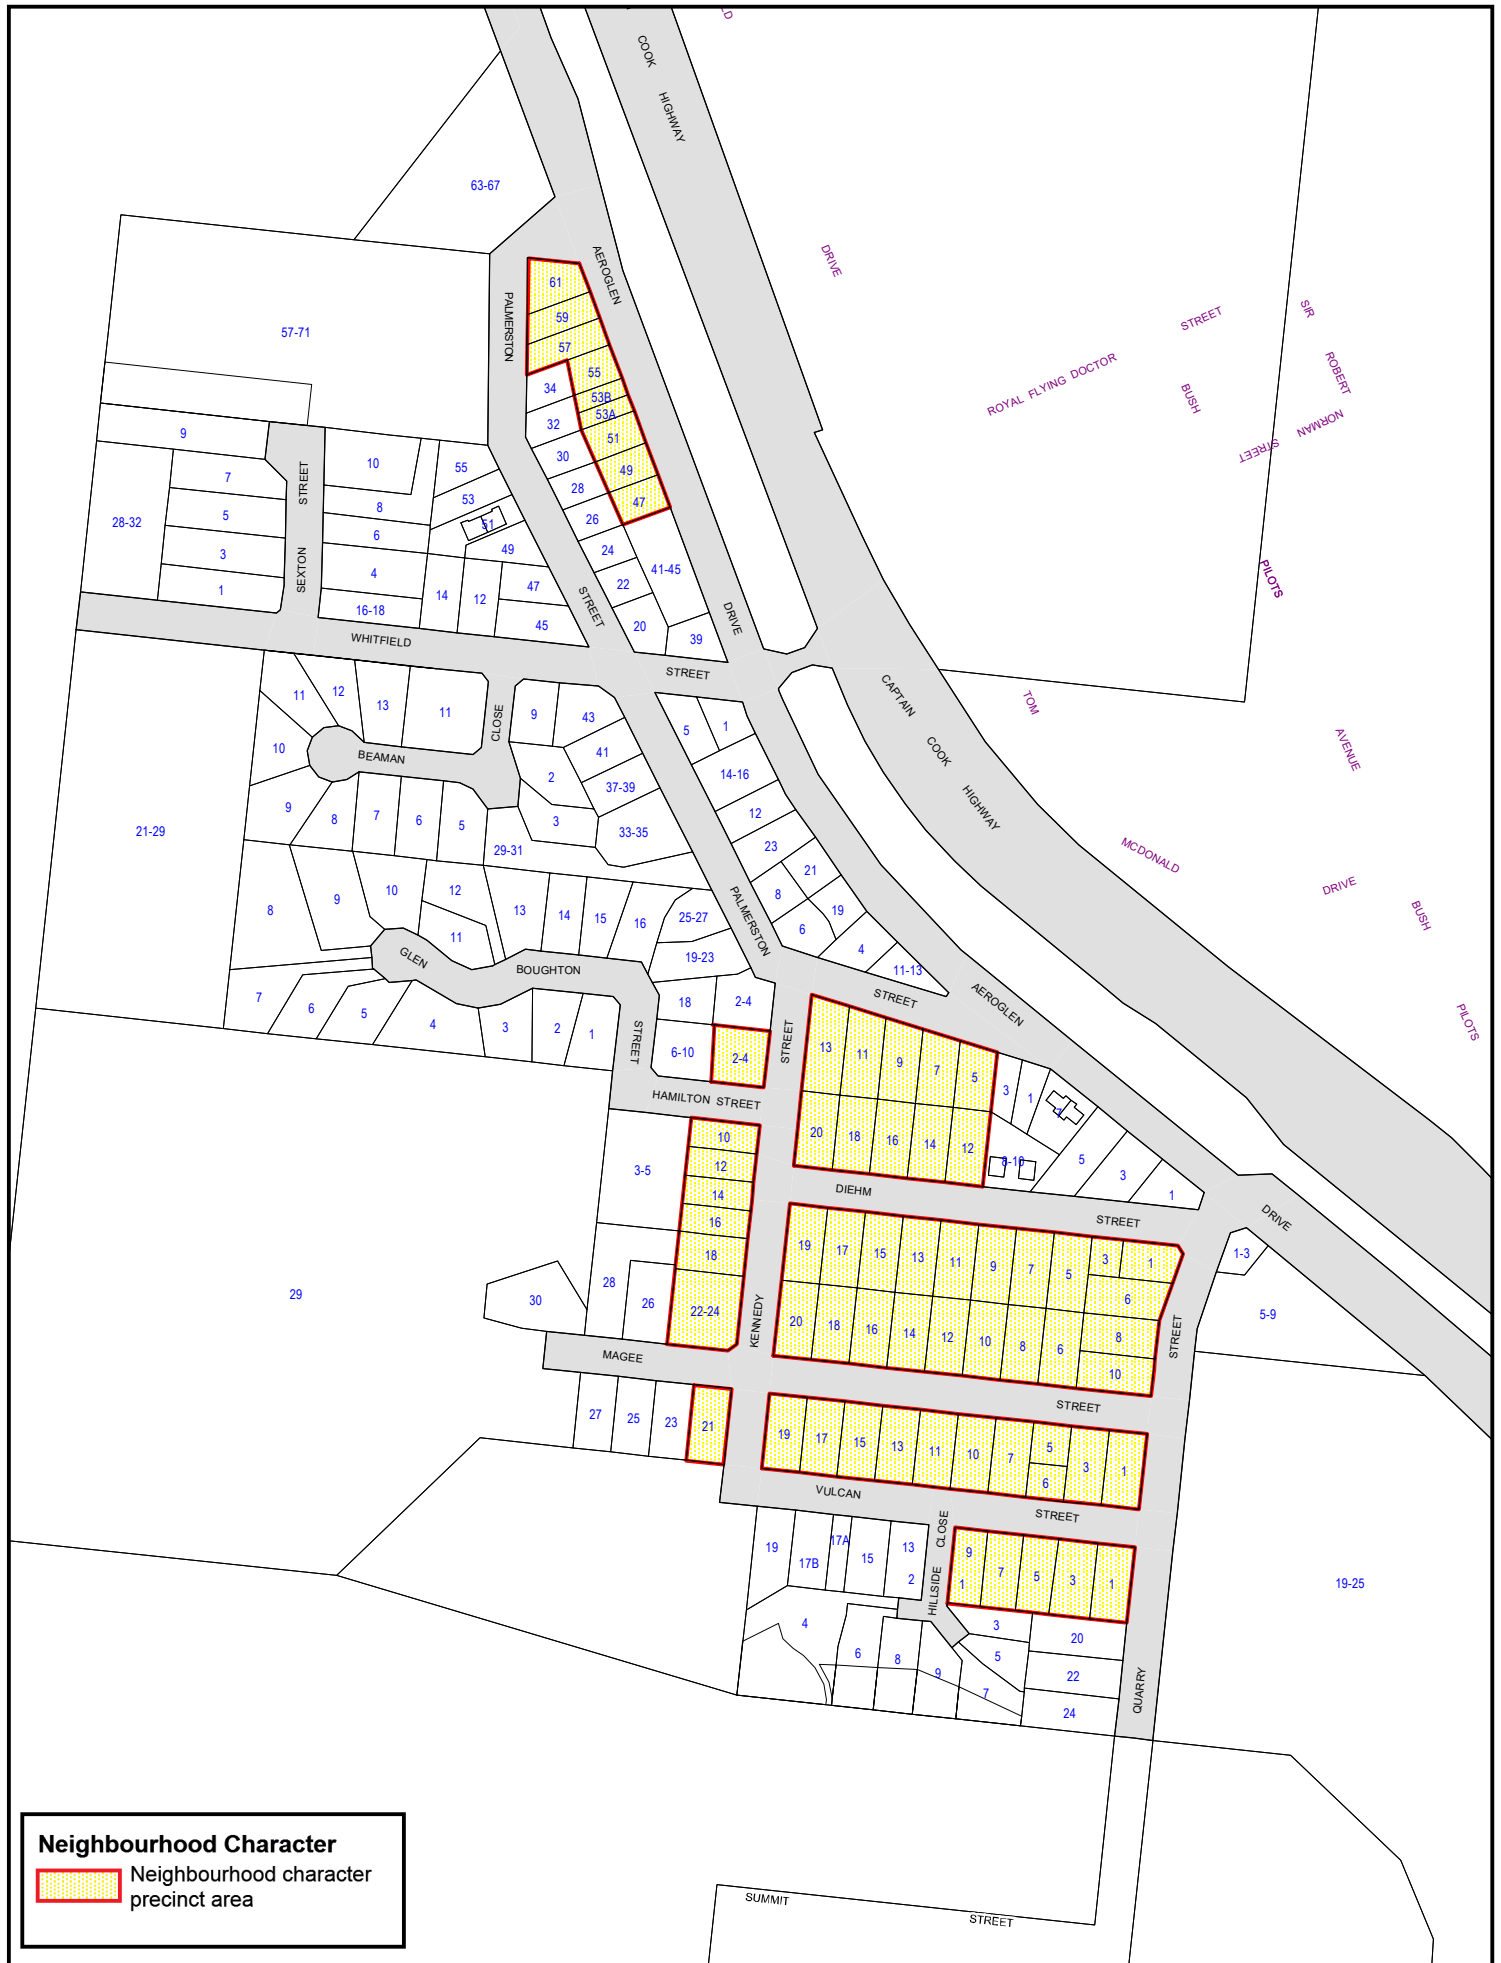 LD
COOK
HIGHWAY
63-67
AEROGLEN
DRIVE
61
PALMERSTON
59
57
57-71
STREET
SIR
ROYAL FLYING DOCTOR
ROBERT
BUSH
NORMAN
STREET
55
34
53B
53A
32
51
9
30
49
10
55
7
28
47
53
8
STREET
5
26
28-32
51
6
3
24
49
41-45
4
22
47
1
SEXTON
14
12
16-18
20
45
39
STREET
DRIVE
PILOTS
WHITFIELD
STREET
11
12
13
11
CLOSE
9
43
5
1
CAPTAIN
TOM
10
BEAMAN
41
COOK
AVENUE
2
37-39
14-16
HIGHWAY
9
8
7
6
5
3
33-35
12
21-29
29-31
23
MCDONALD
21
DRIVE
8
9
10
12
13
14
15
16
25-27
PALMERSTON
8
19
BUSH
11
6
4
GLEN
BOUGHTON
19-23
11-13
7
6
5
4
3
2
1
18
2-4
STREET
AEROGLEN
PILOTS
STREET
6-10
2-4
STREET
13
11
9
7
5
3
1
1
HAMILTON STREET
20
18
16
14
12
8-10
5
3
1
10
3-5
12
14
DIEHM
STREET
DRIVE
16
18
19
17
15
13
11
9
7
5
3
1
1-3
28
26
30
29
22-24
KENNEDY
20
18
16
14
12
10
8
6
6
8
10
STREET
5-9
MAGEE
STREET
27
25
23
21
19
17
15
13
11
10
7
5
6
3
1
VULCAN
STREET
19
17B
17A
15
13
2
CLOSE
HILLSIDE
9
1
7
5
3
1
19-25
4
6
8
9
3
5
7
20
22
24
QUARRY
Neighbourhood Character
Neighbourhood character
precinct area
SUMMIT
STREET